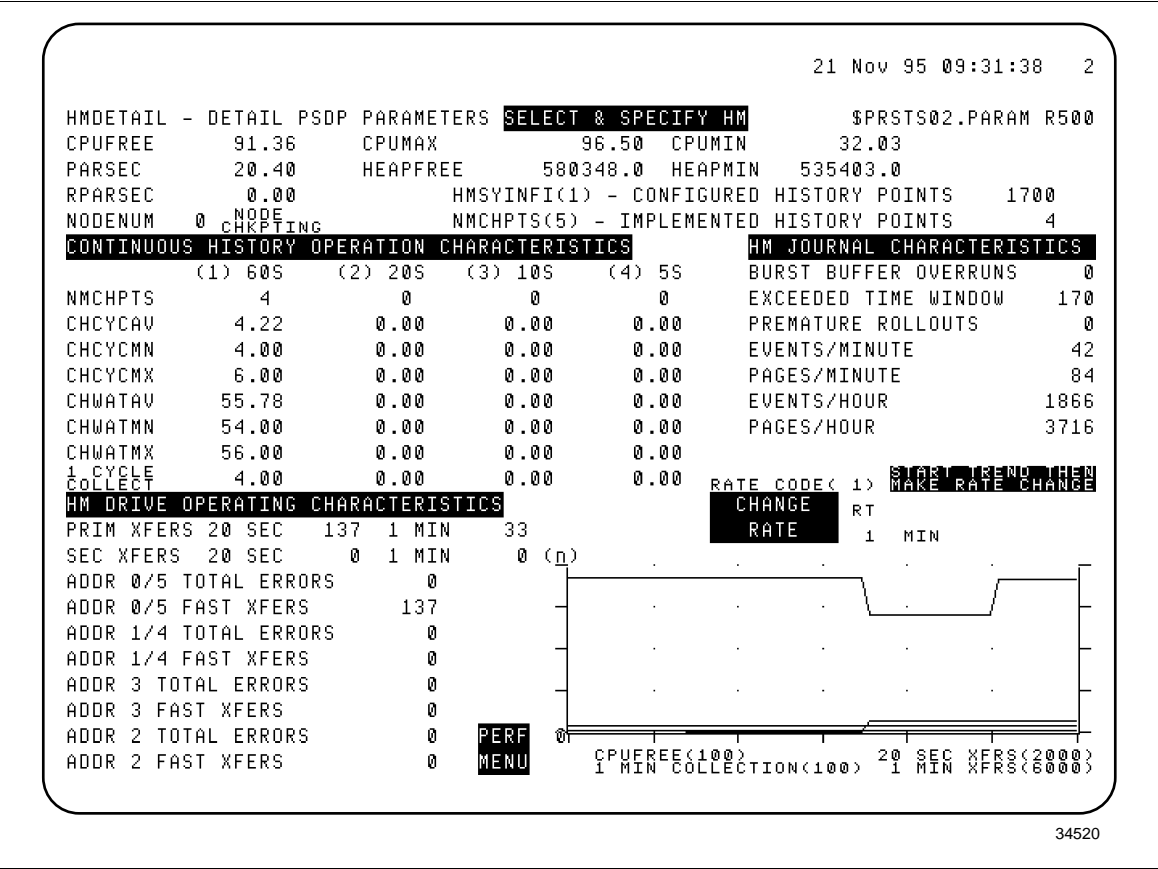 21 Nov 95 09:31:38 2
HMDETAIL - DETAIL PSDP PARAMETERS SELECT & SPECIFY HM $PRSTS02.PARAM R500
CPUFREE 91.36 CPUMAX 96.50 CPUMIN 32.03
PARSEC 20.40 HEAPFREE 580348.0 HEAPMIN 535403.0
RPARSEC 0.00 HMSYINFI(1) - CONFIGURED HISTORY POINTS 1700
NODENUM 0 NODE CHKPTING NMCHPTS(5) - IMPLEMENTED HISTORY POINTS 4
CONTINUOUS HISTORY OPERATION CHARACTERISTICS HM JOURNAL CHARACTERISTICS
(1) 60S (2) 20S (3) 10S (4) 5S BURST BUFFER OVERRUNS 0
NMCHPTS 4 0 0 0 EXCEEDED TIME WINDOW 170
CHCYCAV 4.22 0.00 0.00 0.00 PREMATURE ROLLOUTS 0
CHCYCMN 4.00 0.00 0.00 0.00 EVENTS/MINUTE 42
CHCYCMX 6.00 0.00 0.00 0.00 PAGES/MINUTE 84
CHWATAV 55.78 0.00 0.00 0.00 EVENTS/HOUR 1866
CHWATMN 54.00 0.00 0.00 0.00 PAGES/HOUR 3716
CHWATMX 56.00 0.00 0.00 0.00
1 CYCLE COLLECT 4.00 0.00 0.00 0.00 RATE CODE( 1) START TREND THEN MAKE RATE CHANGE
HM DRIVE OPERATING CHARACTERISTICS CHANGE RATE RT
PRIM XFERS 20 SEC 137 1 MIN 33 1 MIN
SEC XFERS 20 SEC 0 1 MIN 0 (n)
ADDR 0/5 TOTAL ERRORS 0
ADDR 0/5 FAST XFERS 137
ADDR 1/4 TOTAL ERRORS 0
ADDR 1/4 FAST XFERS 0
ADDR 3 TOTAL ERRORS 0
ADDR 3 FAST XFERS 0
ADDR 2 TOTAL ERRORS 0 PERF 0
ADDR 2 FAST XFERS 0 MENU
CPUFREE(100) 20 SEC XFRS(2000)
1 MIN COLLECTION(100) 1 MIN XFRS(6000)
34520